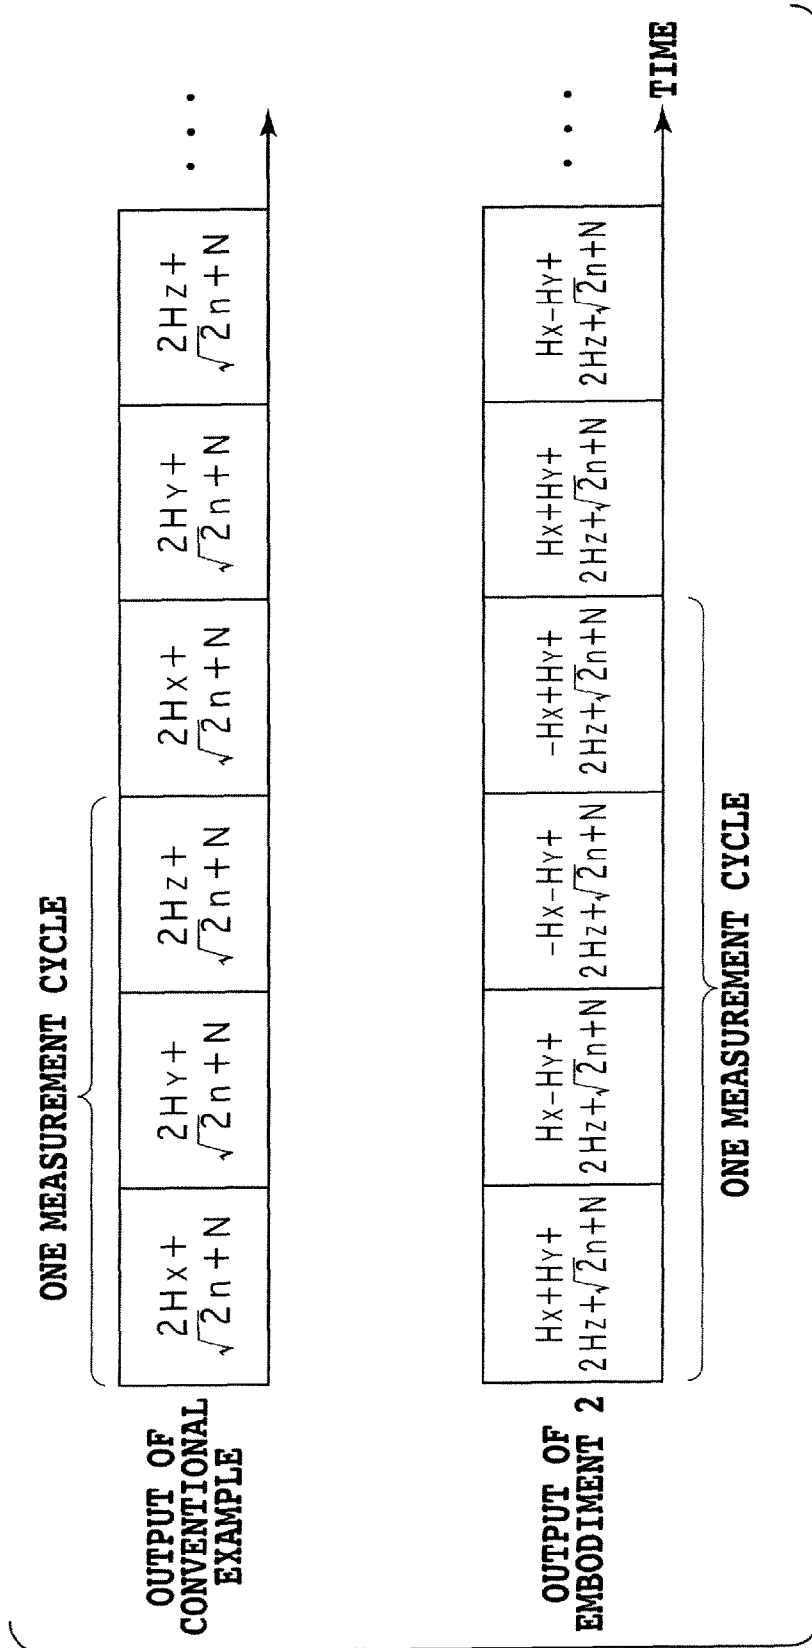 ONE MEASUREMENT CYCLE
OUTPUT OF
CONVENTIONAL
EXAMPLE
2Hx+
√2n+N
2Hy+
√2n+N
2Hz+
√2n+N
2Hx+
√2n+N
2Hy+
√2n+N
2Hz+
√2n+N
...
OUTPUT OF
EMBODIMENT 2
Hx+Hy+
2Hz+√2n+N
Hx-Hy+
2Hz+√2n+N
-Hx-Hy+
2Hz+√2n+N
-Hx+Hy+
2Hz+√2n+N
Hx+Hy+
2Hz+√2n+N
Hx-Hy+
2Hz+√2n+N
...
TIME
ONE MEASUREMENT CYCLE